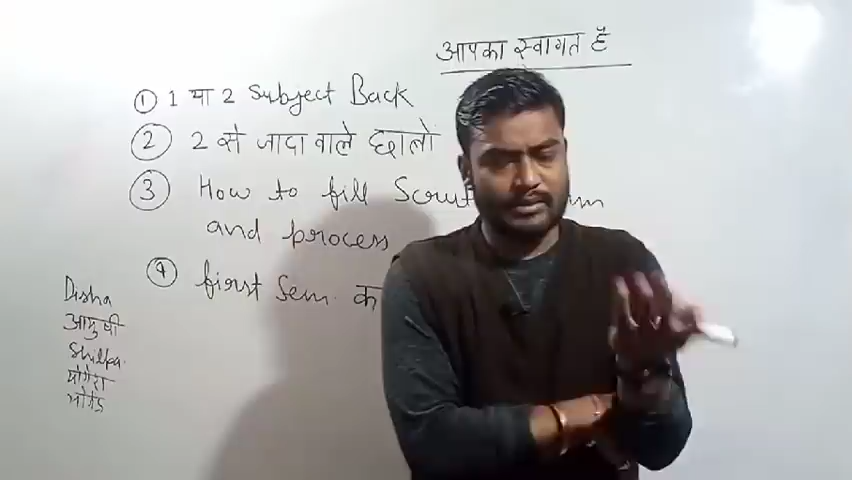 आपका स्वागत है
① 1 या 2 Subject Back
② 2 से जादा वाले छात्रो
③ How to fill
and process
④ first Sem. क
Disha
आयुषी
Shilpa
योगेश